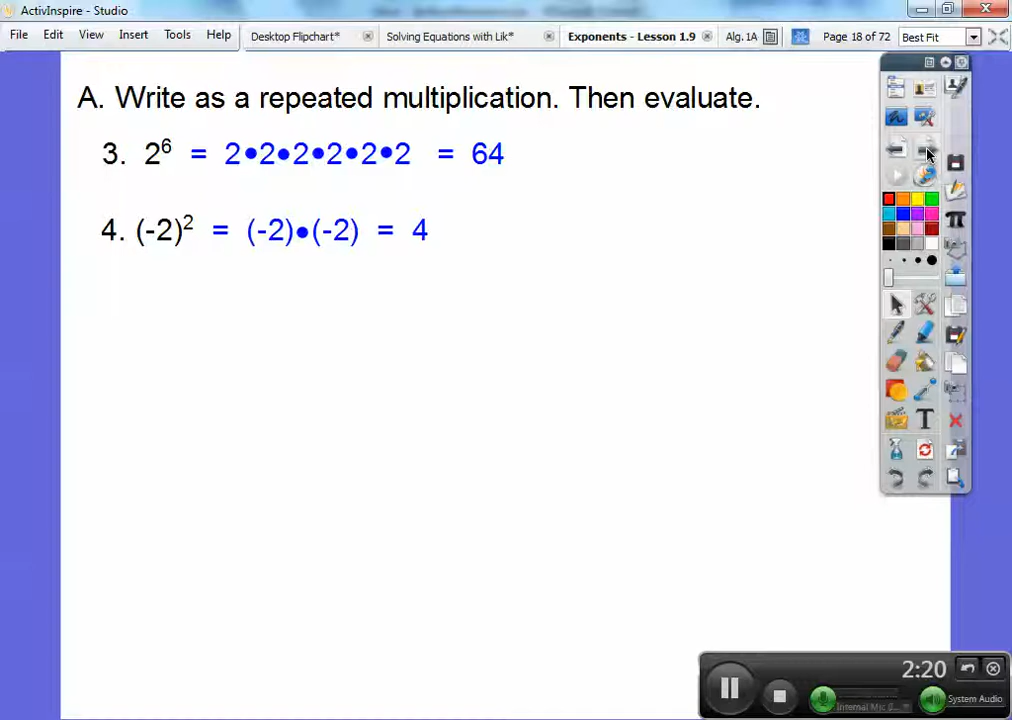 ActivInspire - Studio
File Edit View Insert Tools Help Desktop Flipchart* Solving Equations with Lik* Exponents - Lesson 1.9 Alg. 1A Page 18 of 72 Best Fit
A. Write as a repeated multiplication. Then evaluate.
3. 2⁶ = 2•2•2•2•2•2 = 64
4. (-2)² = (-2)•(-2) = 4
T
2:20
Internal Mic System Audio